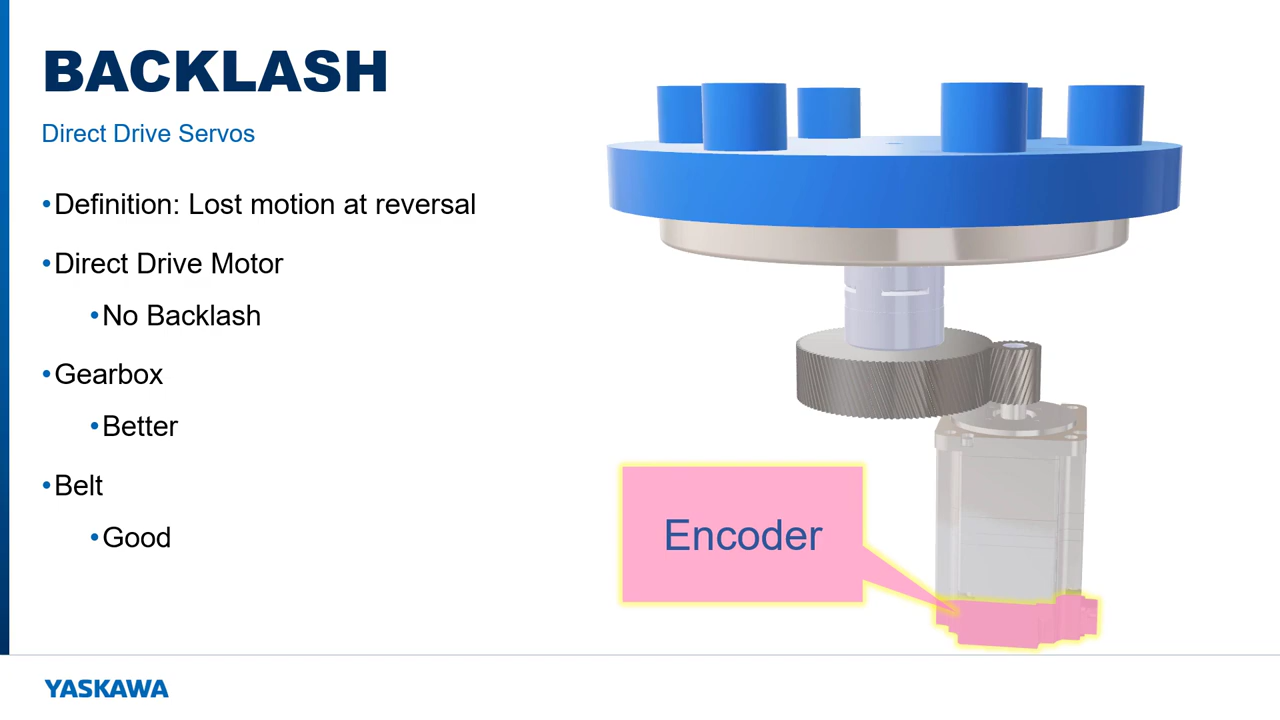 BACKLASH
Direct Drive Servos
•Definition: Lost motion at reversal
•Direct Drive Motor
•No Backlash
•Gearbox
•Better
•Belt
•Good
Encoder
YASKAWA